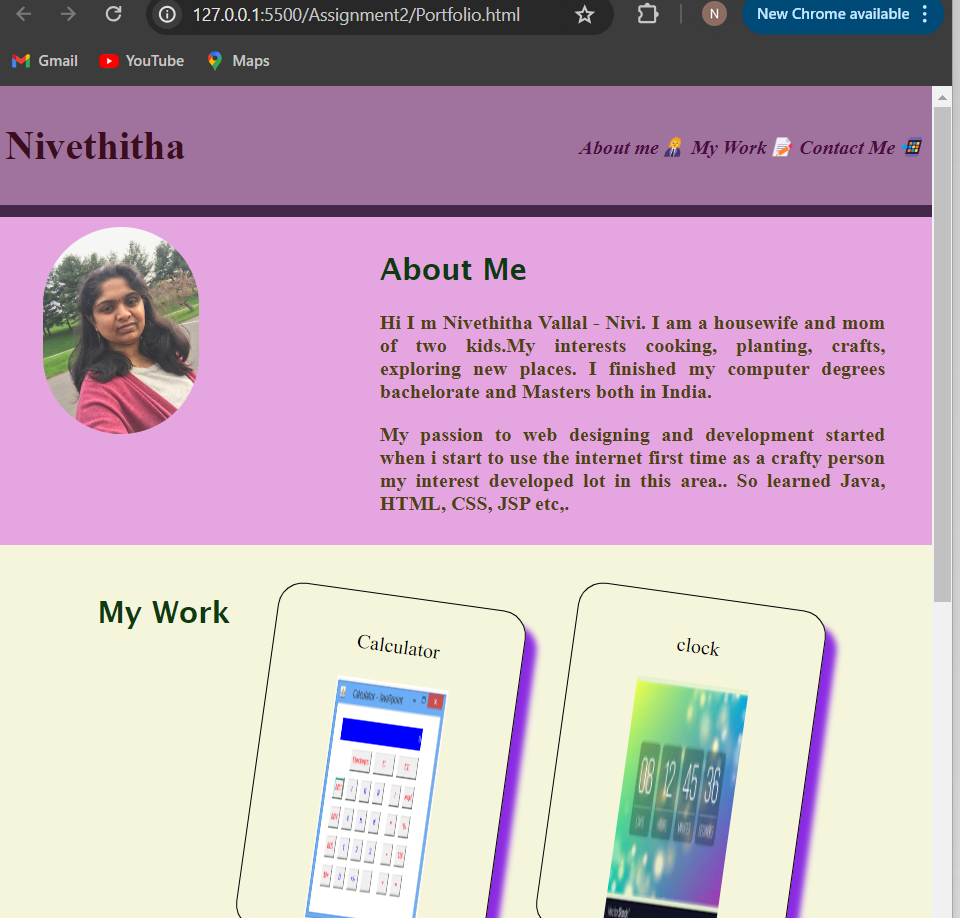 127.0.0.1:5500/Assignment2/Portfolio.html
N
New Chrome available
Gmail
YouTube
Maps
Nivethitha
About me My Work Contact Me
About Me
Hi I m Nivethitha Vallal - Nivi. I am a housewife and mom
of two kids.My interests cooking, planting, crafts,
exploring new places. I finished my computer degrees
bachelorate and Masters both in India.
My passion to web designing and development started
when i start to use the internet first time as a crafty person
my interest developed lot in this area.. So learned Java,
HTML, CSS, JSP etc,.
My Work
Calculator
clock
Calculator - JavaTpoint
08 12 45 36